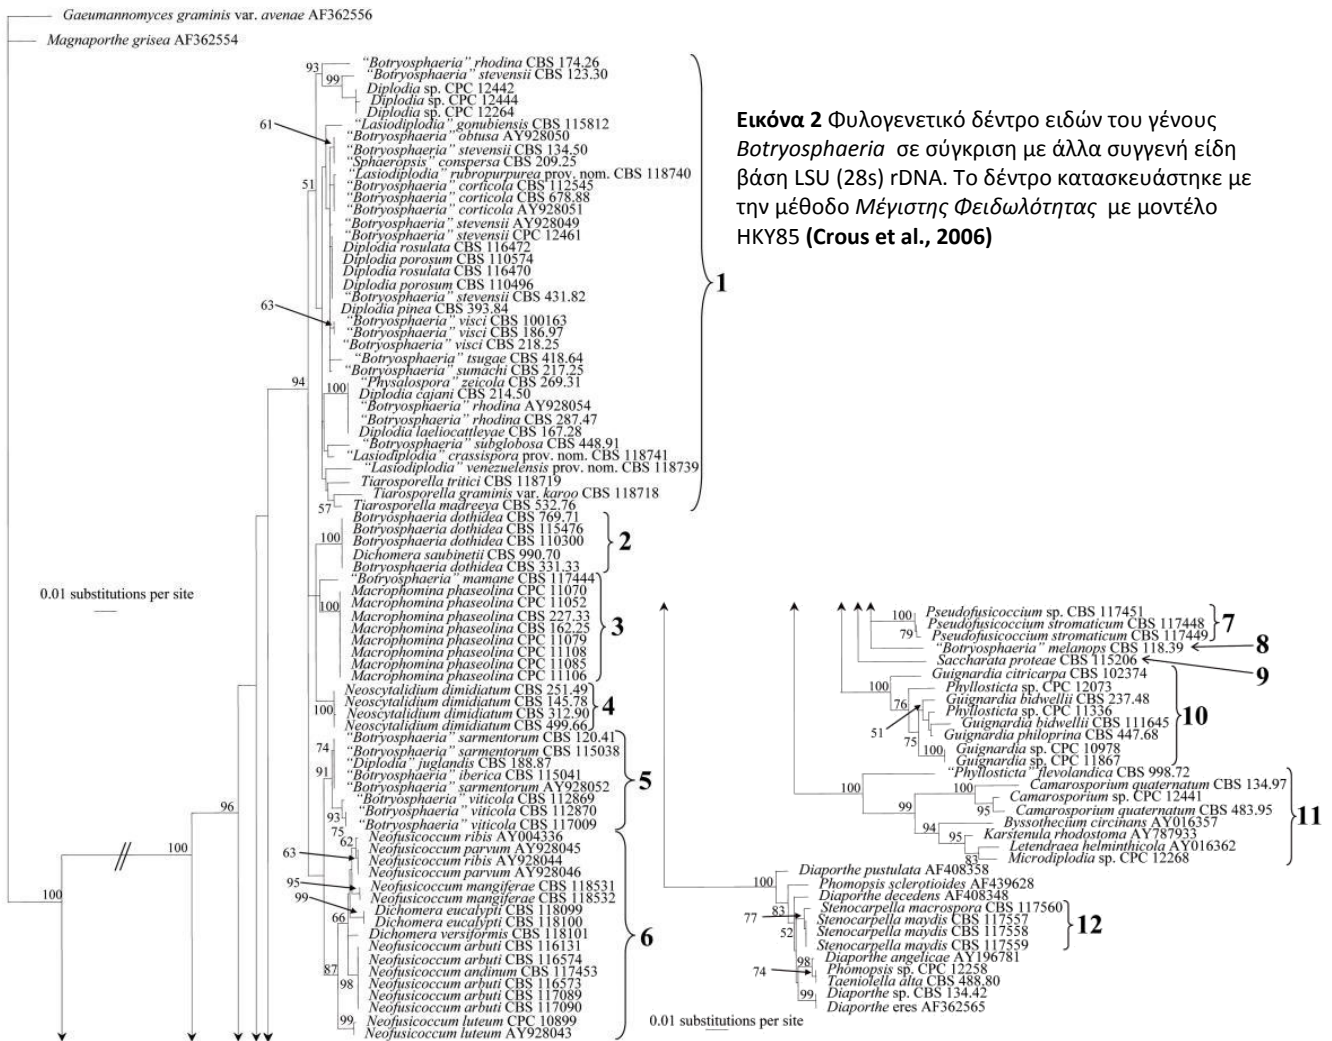 Gaeumannomyces graminis var. avenae AF362556
Magnaporthe grisea AF362554
93
"Botryosphaeria" rhodina CBS 174.26
"Botryosphaeria" stevensii CBS 123.30
99
Diplodia sp. CPC 12442
Diplodia sp. CPC 12444
Diplodia sp. CPC 12264
"Lasiodiplodia" gonubiensis CBS 115812
61
"Botryosphaeria" obtusa AY928050
"Botryosphaeria" stevensii CBS 134.50
"Sphaeropsis" conspersa CBS 209.25
"Lasiodiplodia" rubropurpurea prov. nom. CBS 118740
51
"Botryosphaeria" corticola CBS 112545
"Botryosphaeria" corticola CBS 678.88
"Botryosphaeria" corticola AY928051
"Botryosphaeria" stevensii AY928049
"Botryosphaeria" stevensii CPC 12461
Diplodia rosulata CBS 116472
Diplodia porosum CBS 110574
Diplodia rosulata CBS 116470
Diplodia porosum CBS 110496
1
"Botryosphaeria" stevensii CBS 431.82
63
Diplodia pinea CBS 393.84
"Botryosphaeria" visci CBS 100163
"Botryosphaeria" visci CBS 186.97
"Botryosphaeria" visci CBS 218.25
"Botryosphaeria" tsugae CBS 418.64
"Botryosphaeria" sumachi CBS 217.25
94
"Physalospora" zeicola CBS 269.31
100
Diplodia cajani CBS 214.50
"Botryosphaeria" rhodina AY928054
"Botryosphaeria" rhodina CBS 287.47
Diplodia laeliocattleyae CBS 167.28
"Botryosphaeria" subglobosa CBS 448.91
"Lasiodiplodia" crassispora prov. nom. CBS 118741
"Lasiodiplodia" venezuelensis prov. nom. CBS 118739
Tiarosporella tritici CBS 118719
Tiarosporella graminis var. karoo CBS 118718
57
Tiarosporella madreeya CBS 532.76
Botryosphaeria dothidea CBS 769.71
Botryosphaeria dothidea CBS 115476
100
Botryosphaeria dothidea CBS 110300
2
Dichomera saubinetii CBS 990.70
Botryosphaeria dothidea CBS 331.33
"Botryosphaeria" mamane CBS 117444
Macrophomina phaseolina CPC 11070
100
Macrophomina phaseolina CPC 11052
Macrophomina phaseolina CBS 227.33
Macrophomina phaseolina CBS 162.25
3
Macrophomina phaseolina CPC 11079
Macrophomina phaseolina CPC 11108
Macrophomina phaseolina CPC 11085
Macrophomina phaseolina CPC 11106
Neoscytalidium dimidiatum CBS 251.49
Neoscytalidium dimidiatum CBS 145.78
100
Neoscytalidium dimidiatum CBS 312.90
4
Neoscytalidium dimidiatum CBS 499.66
"Botryosphaeria" sarmentorum CBS 120.41
74
"Botryosphaeria" sarmentorum CBS 115038
"Diplodia" juglandis CBS 188.87
91
"Botryosphaeria" iberica CBS 115041
5
"Botryosphaeria" sarmentorum AY928052
"Botryosphaeria" viticola CBS 112869
"Botryosphaeria" viticola CBS 112870
93
"Botryosphaeria" viticola CBS 117009
75
62
Neofusicoccum ribis AY004336
Neofusicoccum parvum AY928045
63
Neofusicoccum ribis AY928044
Neofusicoccum parvum AY928046
95
Neofusicoccum mangiferae CBS 118531
99
Neofusicoccum mangiferae CBS 118532
Dichomera eucalypti CBS 118099
66
Dichomera eucalypti CBS 118100
Dichomera versiformis CBS 118101
6
Neofusicoccum arbuti CBS 116131
Neofusicoccum arbuti CBS 116574
87
Neofusicoccum andinum CBS 117453
98
Neofusicoccum arbuti CBS 116573
Neofusicoccum arbuti CBS 117089
Neofusicoccum arbuti CBS 117090
99
Neofusicoccum luteum CPC 10899
Neofusicoccum luteum AY928043
0.01 substitutions per site
96
100
100
Εικόνα 2 Φυλογενετικό δέντρο ειδών του γένους
Botryosphaeria σε σύγκριση με άλλα συγγενή είδη
βάση LSU (28s) rDNA. Το δέντρο κατασκευάστηκε με
την μέθοδο Μέγιστης Φειδωλότητας με μοντέλο
HKY85 (Crous et al., 2006)
100
Pseudofusicoccium sp. CBS 117451
Pseudofusicoccum stromaticum CBS 117448
7
79
Pseudofusicoccum stromaticum CBS 117449
"Botryosphaeria" melanops CBS 118.39
8
Saccharata proteae CBS 115206
9
Guignardia citricarpa CBS 102374
100
Phyllosticta sp. CPC 12073
76
Guignardia bidwellii CBS 237.48
Phyllosticta sp. CPC 11336
10
Guignardia bidwellii CBS 111645
51
Guignardia philoprina CBS 447.68
75
100
Guignardia sp. CPC 10978
Guignardia sp. CPC 11867
"Phyllosticta" flevolandica CBS 998.72
100
100
Camarosporium quaternatum CBS 134.97
Camarosporium sp. CPC 12441
99
95
Camarosporium quaternatum CBS 483.95
11
94
Byssothecium circinans AY016357
95
Karstenula rhodostoma AY787933
Letendraea helminthicola AY016362
83
Microdiplodia sp. CPC 12268
Diaporthe pustulata AF408358
100
Phomopsis sclerotioides AF439628
Diaporthe decedens AF408348
83
Stenocarpella macrospora CBS 117560
77
Stenocarpella maydis CBS 117557
12
52
Stenocarpella maydis CBS 117558
Stenocarpella maydis CBS 117559
98
Diaporthe angelicae AY196781
74
Phomopsis sp. CPC 12258
Taeniolella alta CBS 488.80
99
Diaporthe sp. CBS 134.42
Diaporthe eres AF362565
0.01 substitutions per site